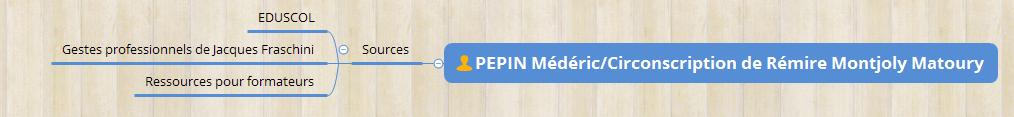 EDUSCOL
Gestes professionnels de Jacques Fraschini
Ressources pour formateurs
Sources
PEPIN Médéric/Circonscription de Rémire Montjoly Matoury